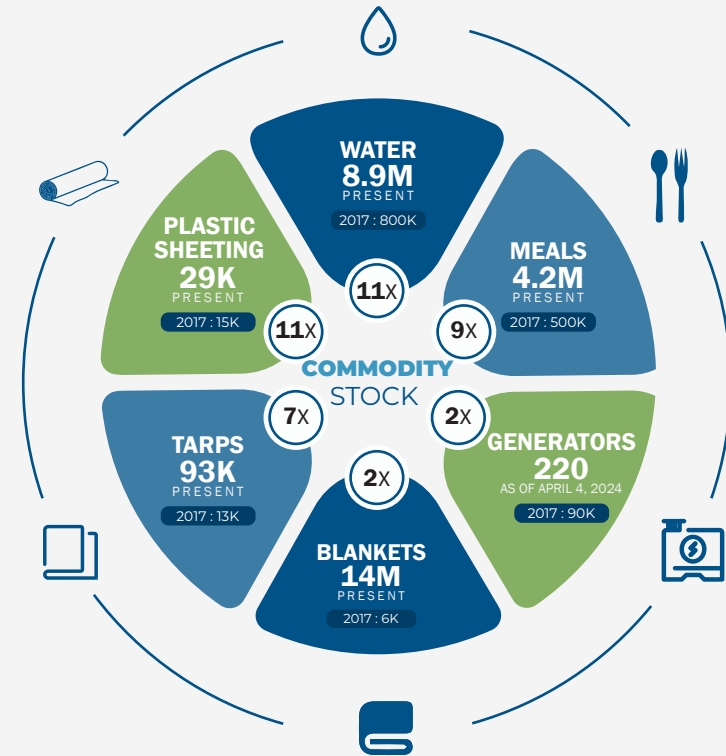 WATER
8.9M
PRESENT
2017 : 800K
11X
MEALS
4.2M
PRESENT
2017 : 500K
9X
GENERATORS
220
AS OF APRIL 4, 2024
2017 : 90K
2X
BLANKETS
14M
PRESENT
2017 : 6K
2X
TARPS
93K
PRESENT
2017 : 13K
7X
PLASTIC
SHEETING
29K
PRESENT
2017 : 15K
11X
COMMODITY
STOCK